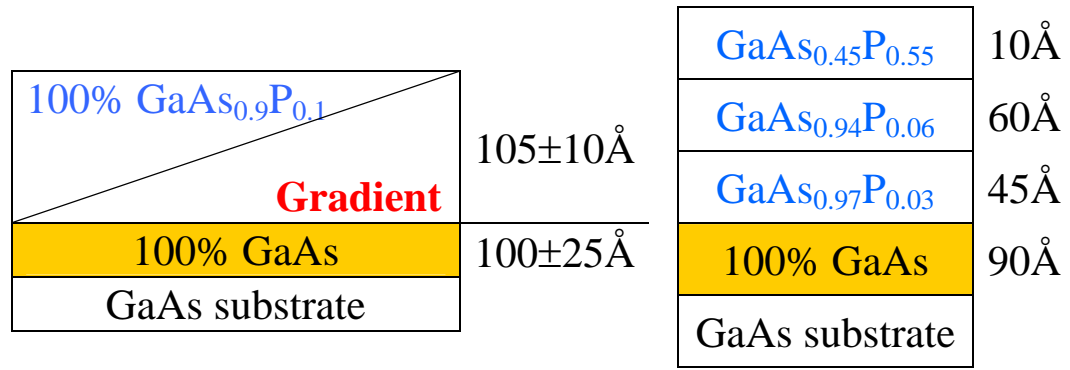 100% GaAs0.9P0.1
Gradient
105±10Å
100% GaAs
100±25Å
GaAs substrate
GaAs0.45P0.55
10Å
GaAs0.94P0.06
60Å
GaAs0.97P0.03
45Å
100% GaAs
90Å
GaAs substrate